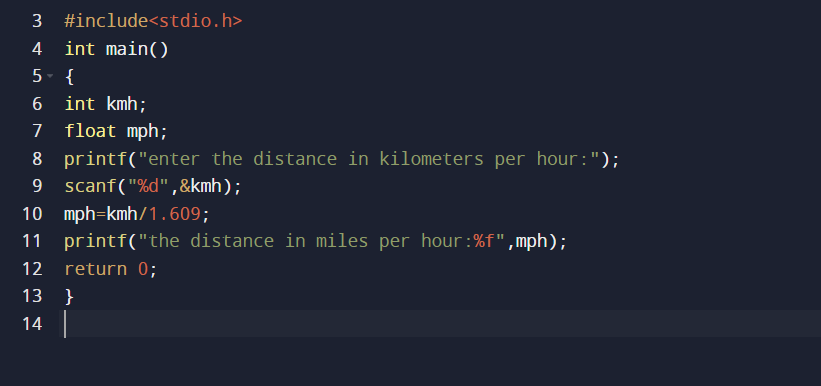 3 #include<stdio.h>
4 int main()
5 {
6 int kmh;
7 float mph;
8 printf("enter the distance in kilometers per hour:");
9 scanf("%d",&kmh);
10 mph=kmh/1.609;
11 printf("the distance in miles per hour:%f",mph);
12 return 0;
13 }
14